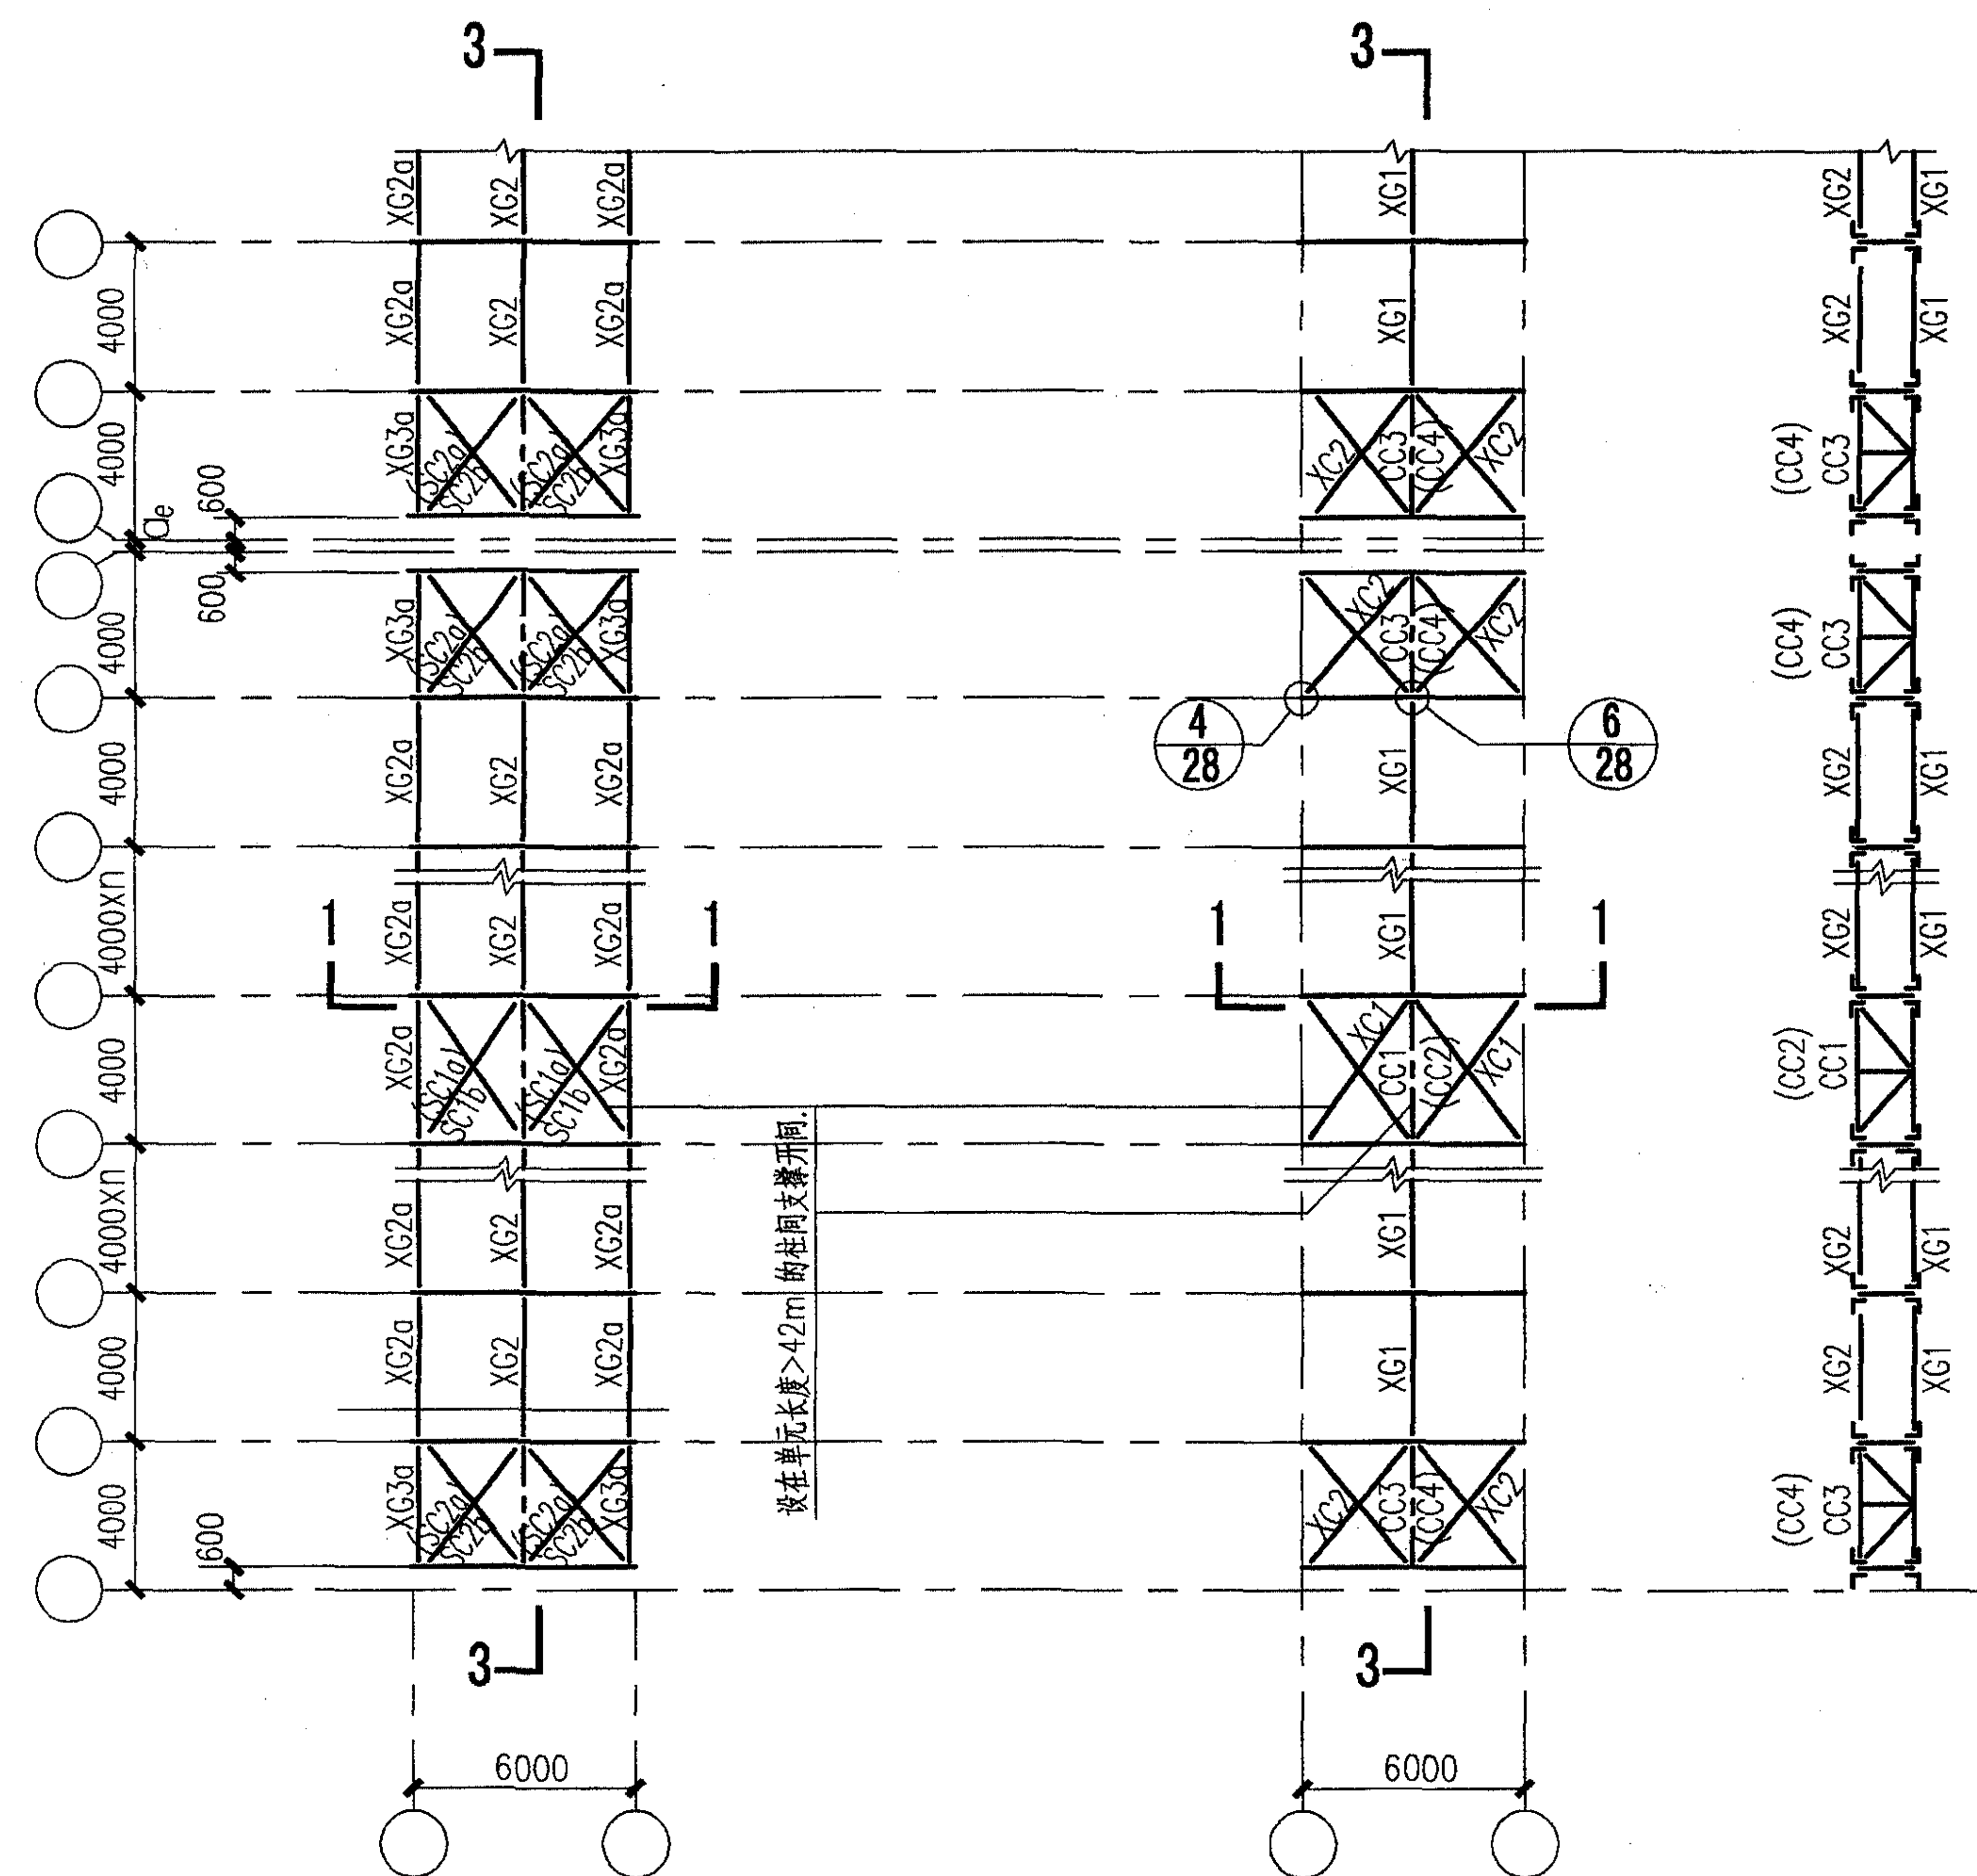 3
3
XG2a
XG2
XG2a
XG1
XG2
XG1
4000
XG2a
XG2
XG2a
XG1
XG2
XG1
4000
600
XG3a
(SC2a)
SC2b
(SC2a)
SC2b
XG3a
XC2
CC3
(CC4)
XC2
(CC4)
CC3
ae
4000
600
XG3a
(SC2a)
SC2b
(SC2a)
SC2b
XG3a
XC2
CC3
(CC4)
XC2
(CC4)
CC3
4000
XG2a
XG2
XG2a
4
28
XG1
6
28
XG2
XG1
4000xn
XG2a
XG2
XG2a
XG1
XG2
XG1
1
1
1
1
4000
XG2a
(SC1a)
SC1b
(SC1a)
SC1b
XG2a
XC1
CC1
(CC2)
XC1
(CC2)
CC1
设在单元长度>42m的柱间支撑开间.
4000xn
XG2a
XG2
XG2a
XG1
XG2
XG1
4000
XG2a
XG2
XG2a
XG1
XG2
XG1
4000
600
XG3a
(SC2a)
SC2b
(SC2a)
SC2b
XG3a
XC2
CC3
(CC4)
XC2
(CC4)
CC3
3
3
6000
6000